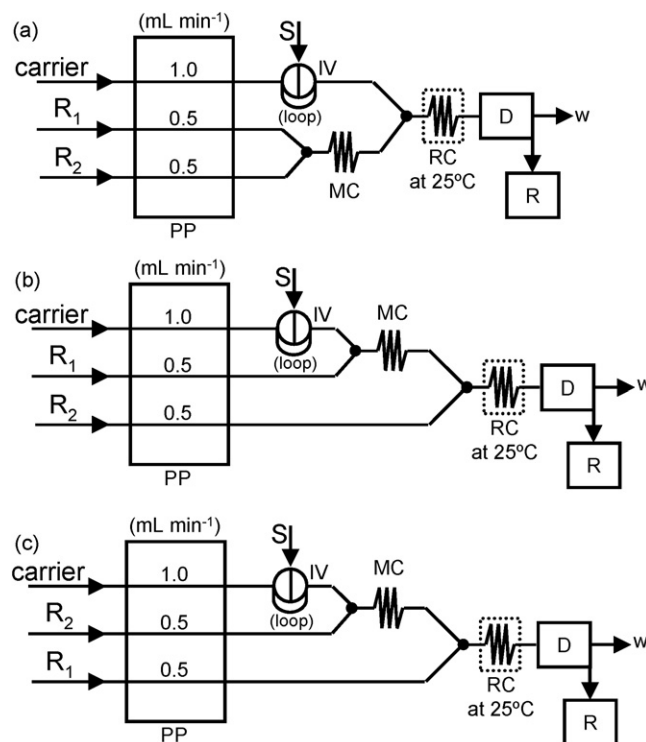 (a)
(mL min⁻¹)
S
carrier 1.0 IV
(loop)
R₁ 0.5
D w
R₂ 0.5
MC
RC
at 25ºC
R
PP
(b)
(mL min⁻¹)
S
carrier 1.0 IV MC
(loop)
R₁ 0.5
D w
R₂ 0.5
RC
at 25ºC
R
PP
(c)
(mL min⁻¹)
S
carrier 1.0 IV MC
(loop)
R₂ 0.5
D w
R₁ 0.5
RC
at 25ºC
R
PP